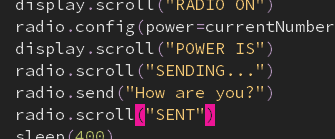 display.scroll("RADIO ON")
radio.config(power=currentNumber
display.scroll("POWER IS")
radio.scroll("SENDING...")
radio.send("How are you?")
radio.scroll("SENT")
sleep(400)